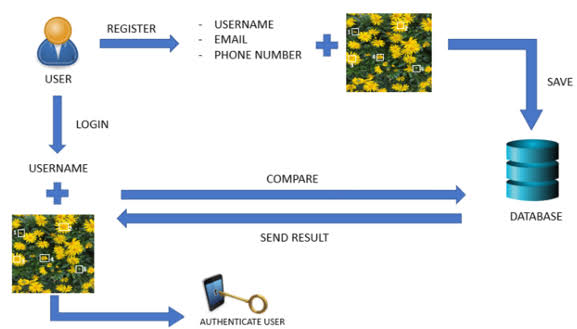 REGISTER
- USERNAME
- EMAIL
- PHONE NUMBER
USER
SAVE
LOGIN
USERNAME
COMPARE
SEND RESULT
DATABASE
AUTHENTICATE USER